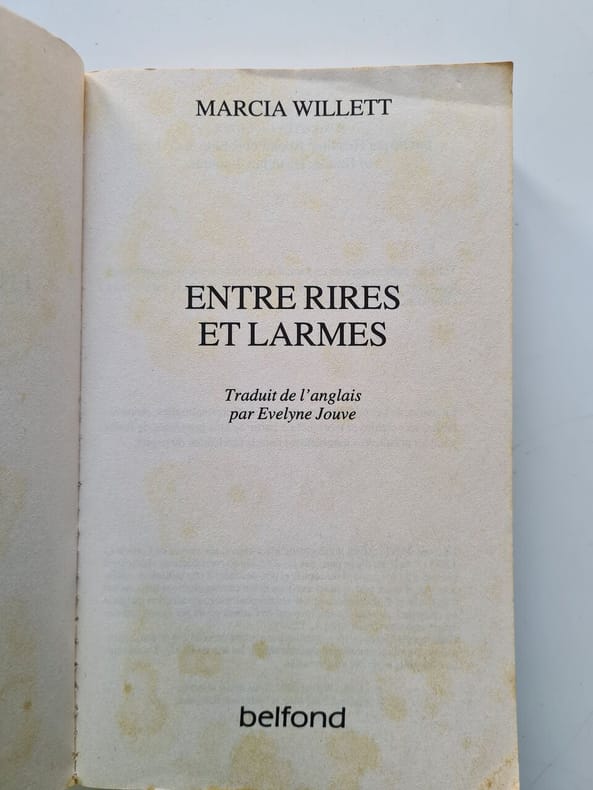 MARCIA WILLETT
ENTRE RIRES
ET LARMES
Traduit de l'anglais
par Evelyne Jouve
belfond